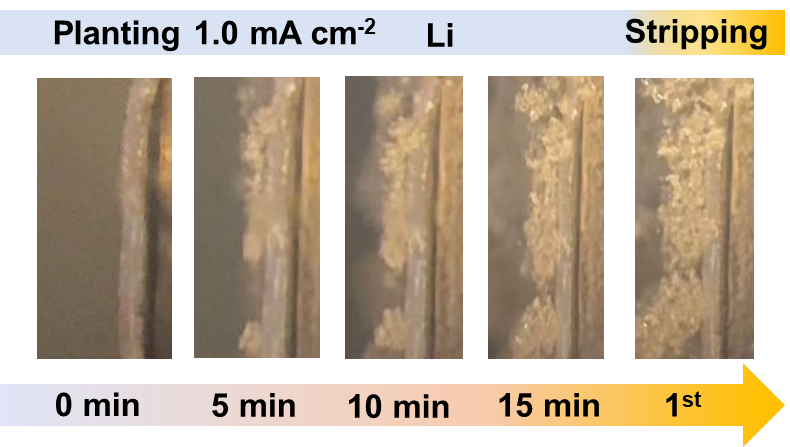 Planting 1.0 mA cm⁻² Li Stripping
0 min 5 min 10 min 15 min 1ˢᵗ